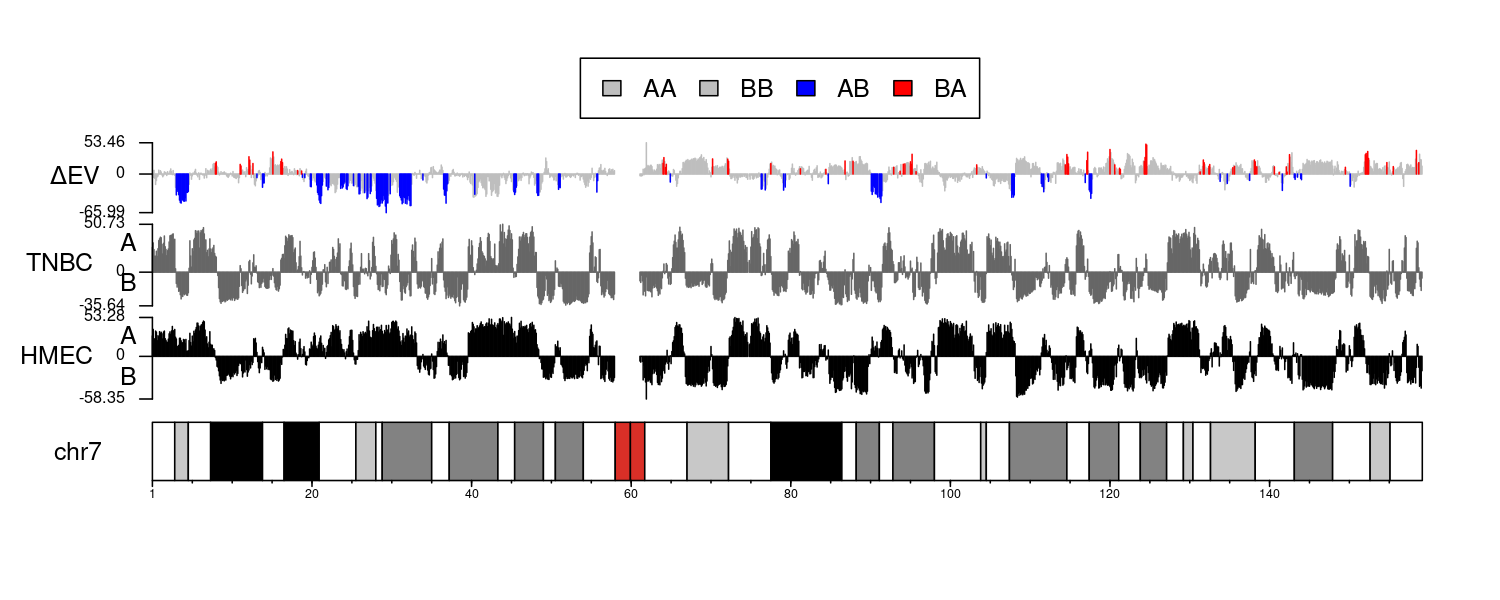 AA BB AB BA
53.46
ΔEV 0
-65.99
50.73
A
TNBC 0
B
-35.64
53.28
A
HMEC 0
B
-58.35
chr7
1 20 40 60 80 100 120 140